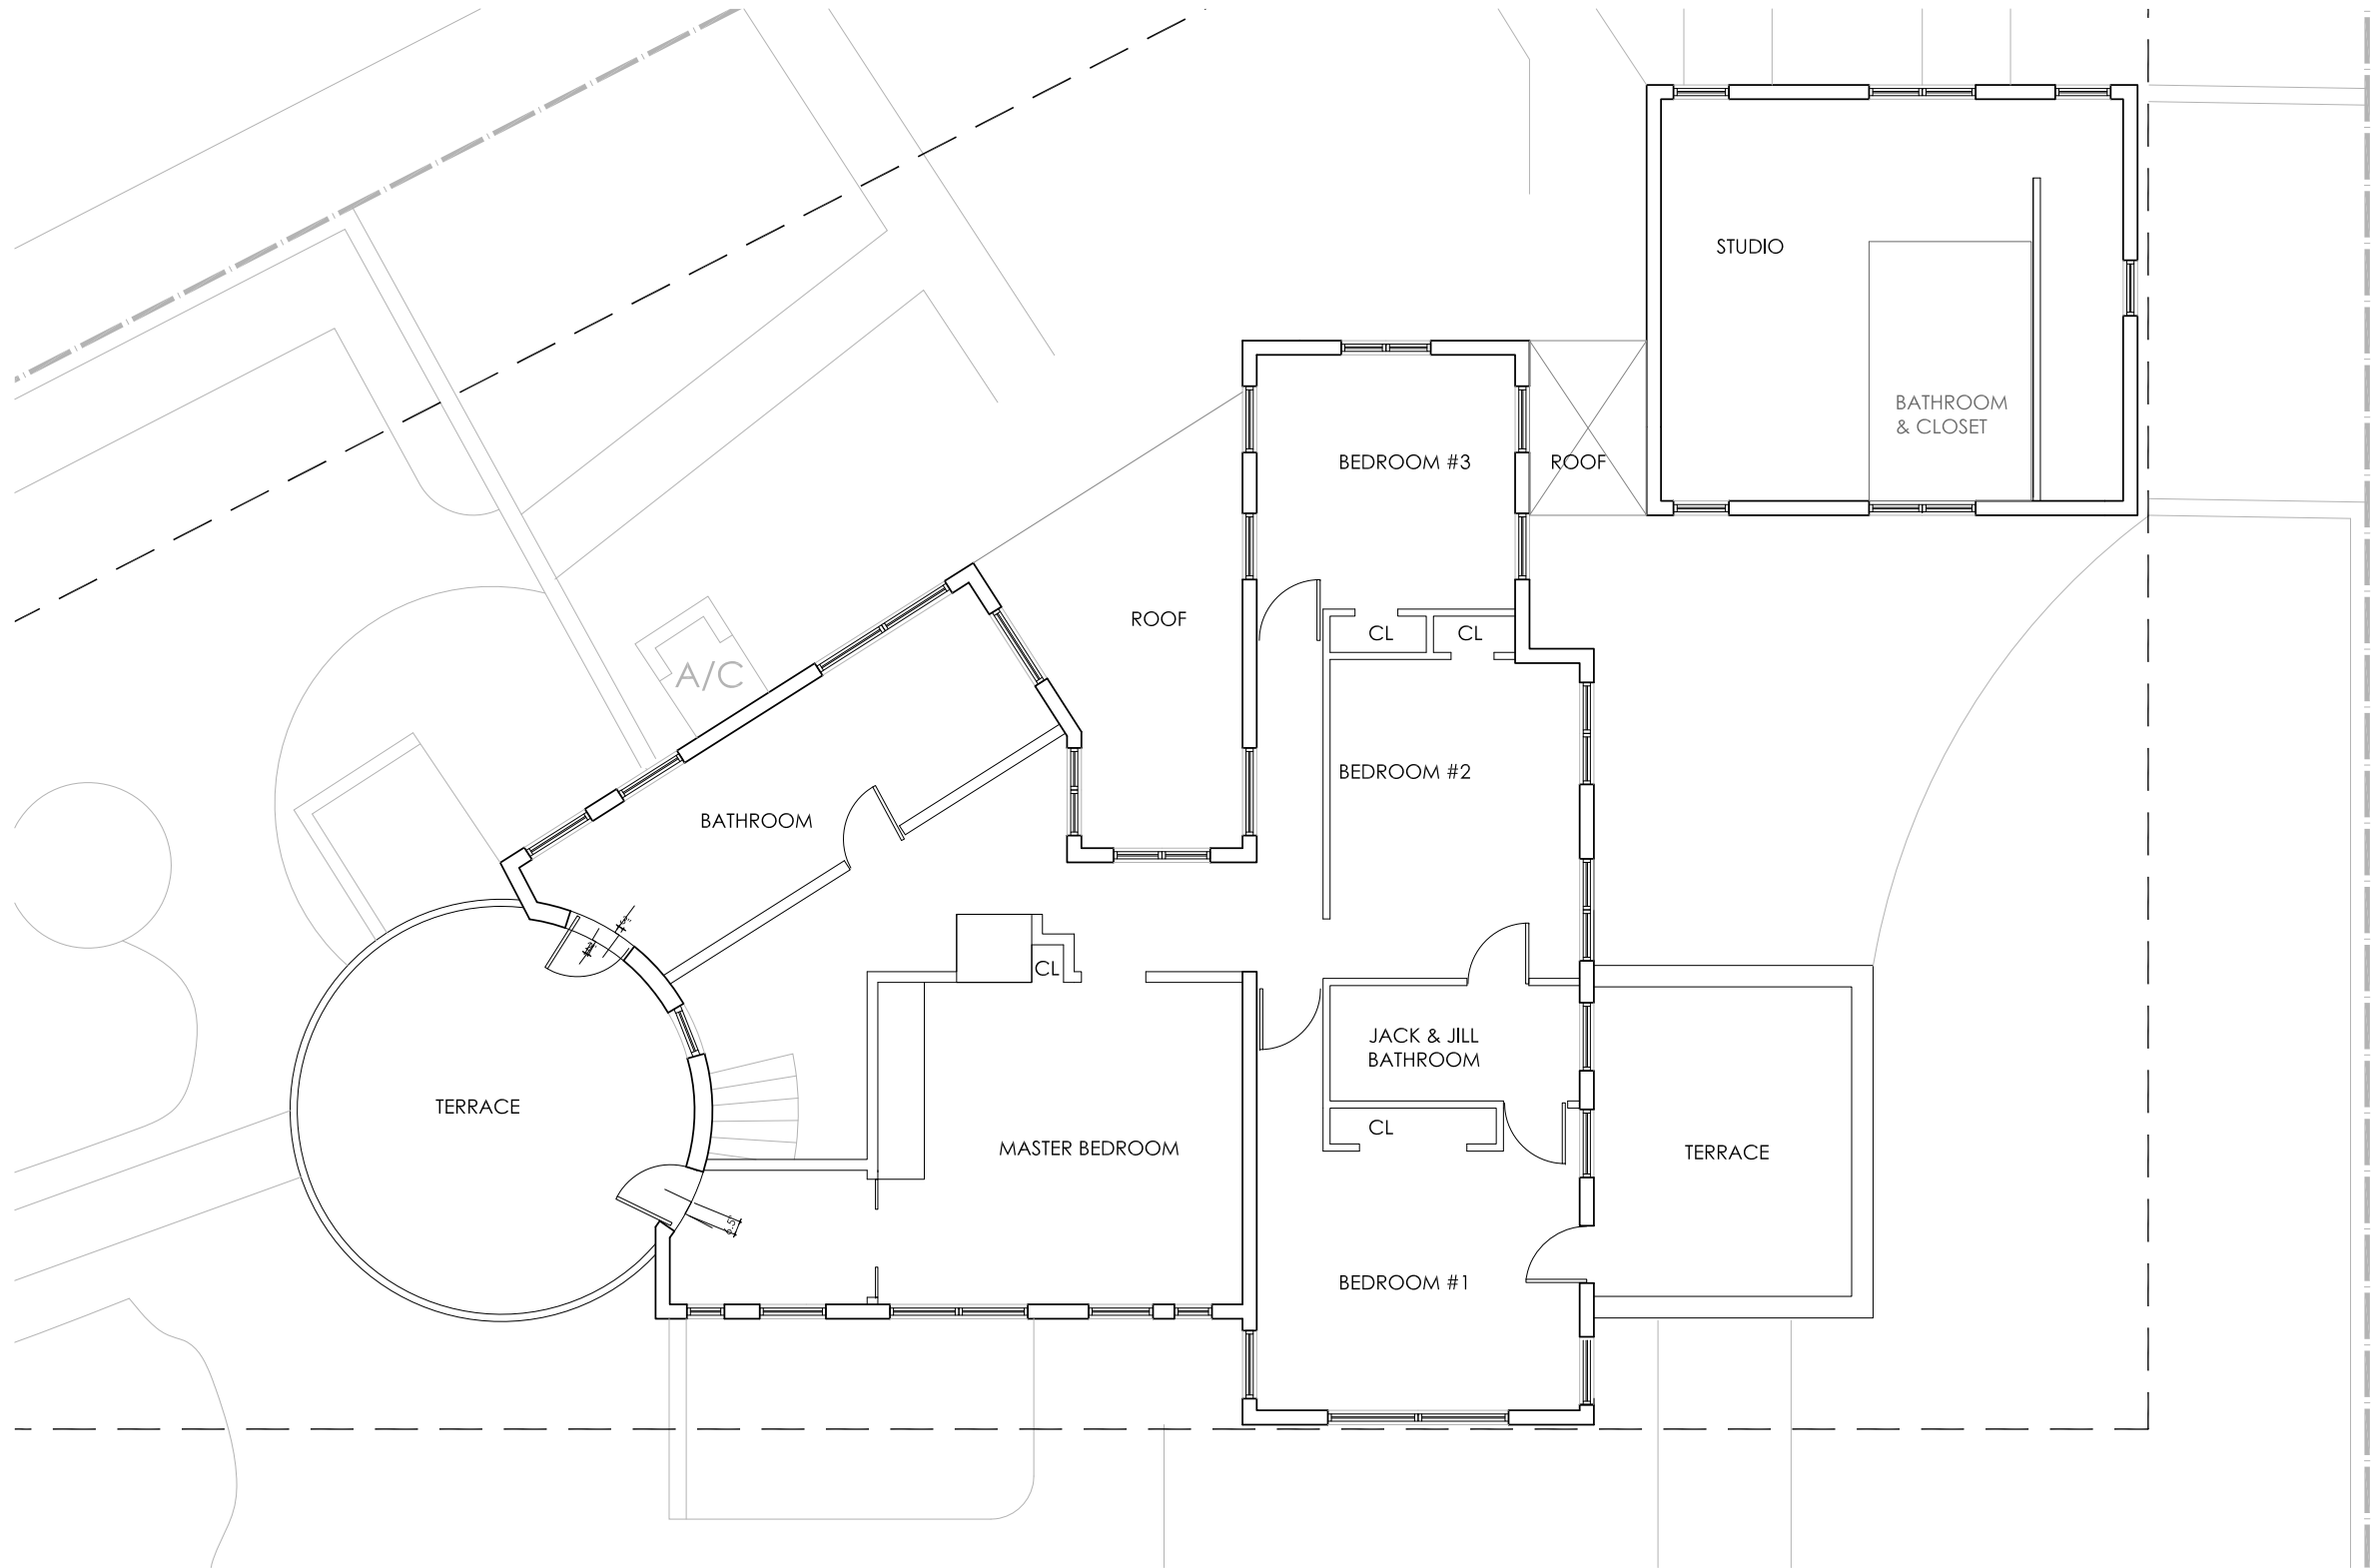 STUDIO
BATHROOM
& CLOSET
BEDROOM #3
ROOF
ROOF
CL
CL
A/C
BEDROOM #2
BATHROOM
CL
JACK & JILL
BATHROOM
TERRACE
CL
MASTER BEDROOM
TERRACE
BEDROOM #1